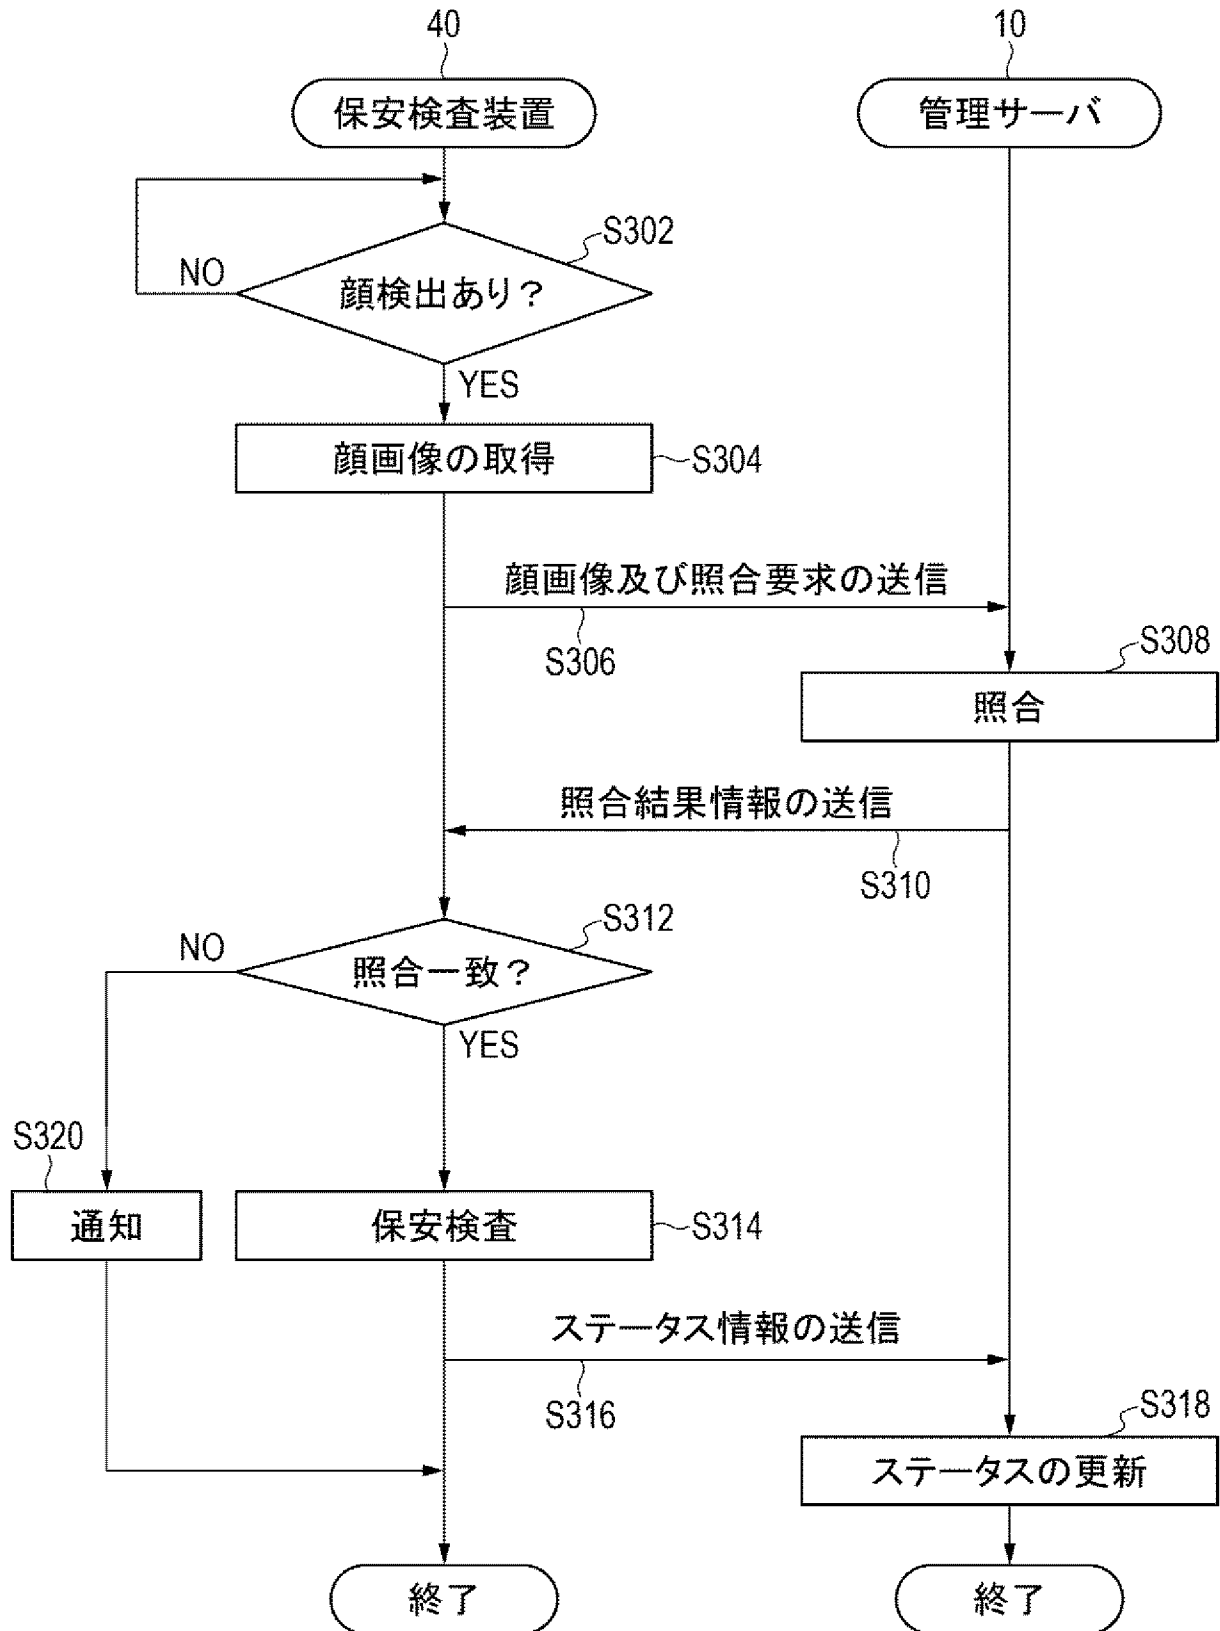 40
10
保安検査装置
管理サーバ
S302
NO
顔検出あり？
YES
顔画像の取得
S304
顔画像及び照合要求の送信
S306
S308
照合
照合結果情報の送信
S310
S312
NO
照合一致？
YES
S320
通知
保安検査
S314
ステータス情報の送信
S316
S318
ステータスの更新
終了
終了